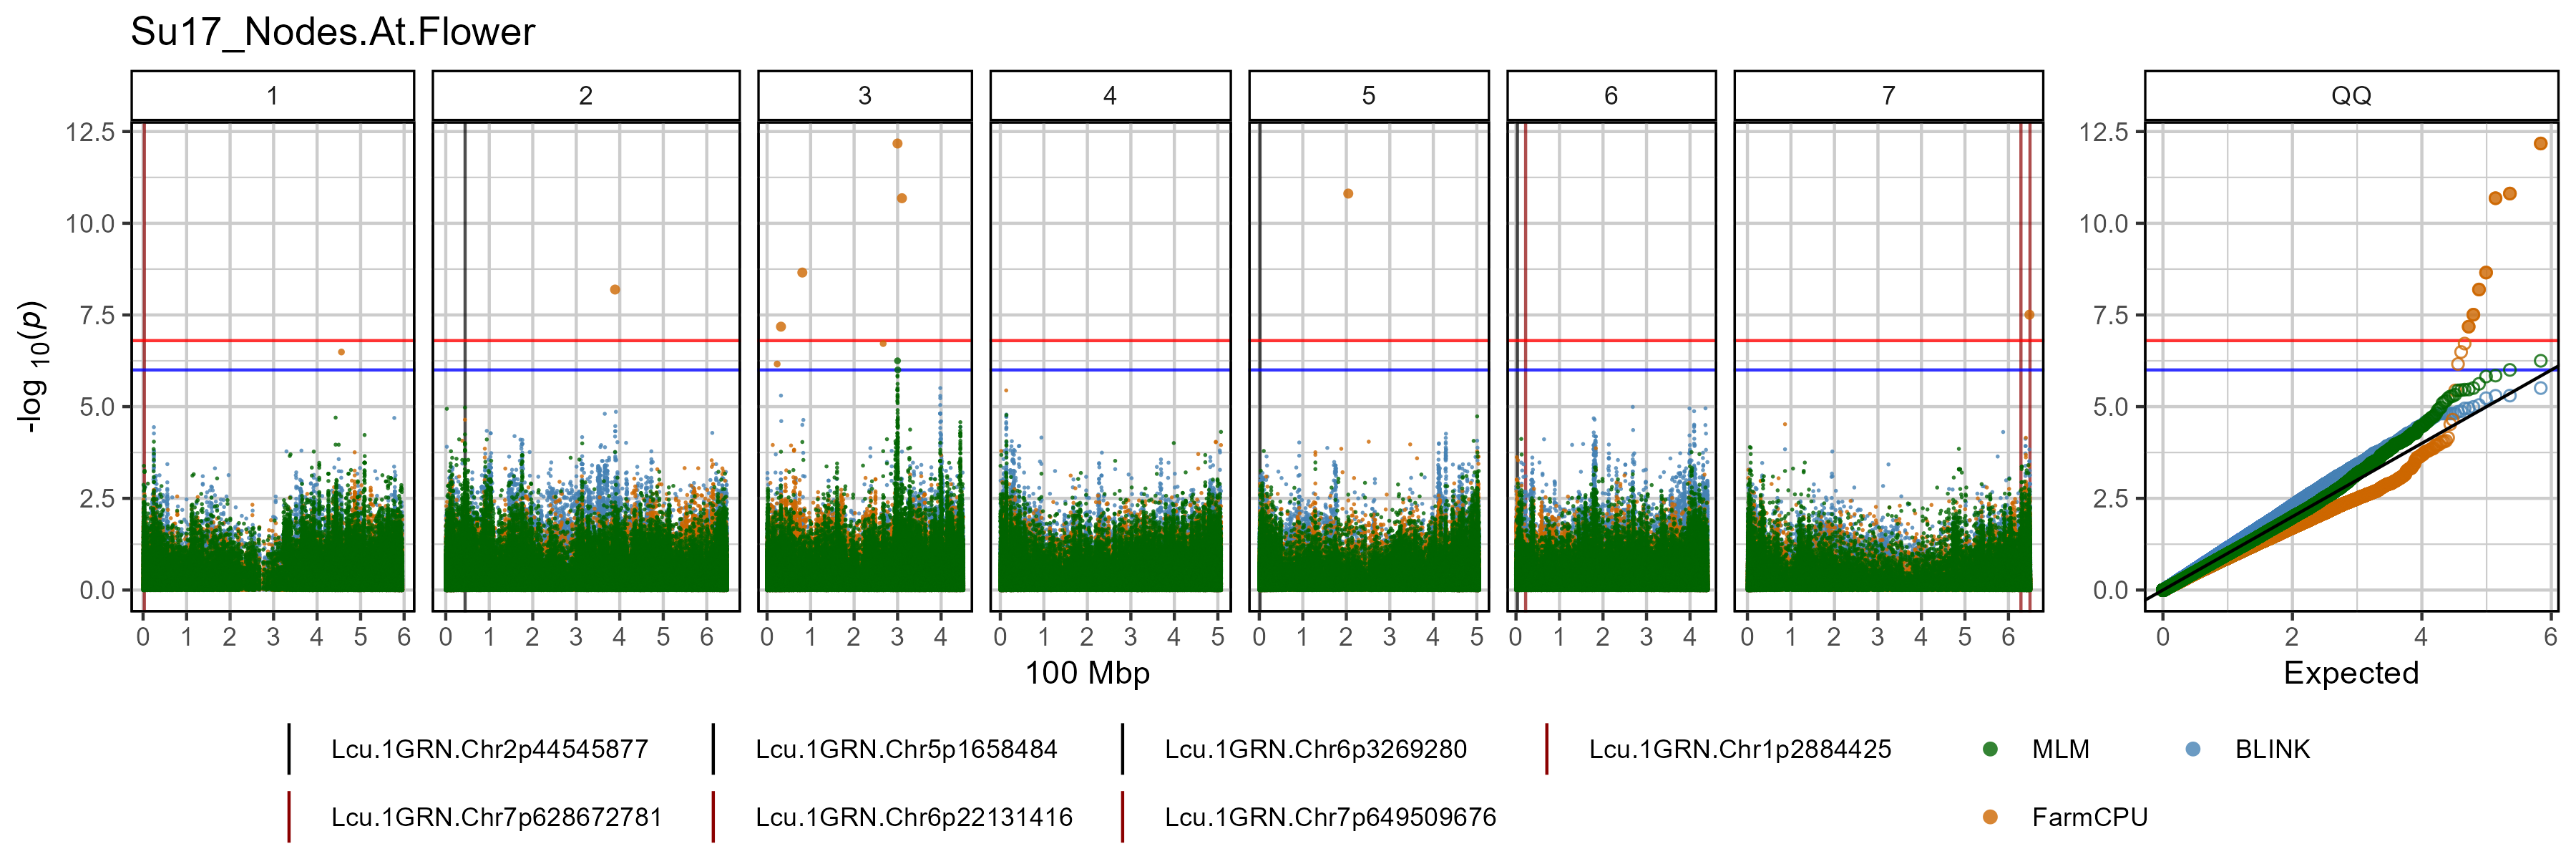 Su17_Nodes.At.Flower
1 2 3 4 5 6 7 QQ
12.5 12.5
10.0 10.0
7.5 7.5
5.0 5.0
2.5 2.5
0.0 0.0
-log 10(p)
0 1 2 3 4 5 6 0 1 2 3 4 5 6 0 1 2 3 4 0 1 2 3 4 5 0 1 2 3 4 5 0 1 2 3 4 0 1 2 3 4 5 6 0 2 4 6
100 Mbp Expected
Lcu.1GRN.Chr2p44545877 Lcu.1GRN.Chr5p1658484 Lcu.1GRN.Chr6p3269280 Lcu.1GRN.Chr1p2884425 MLM BLINK
Lcu.1GRN.Chr7p628672781 Lcu.1GRN.Chr6p22131416 Lcu.1GRN.Chr7p649509676 FarmCPU